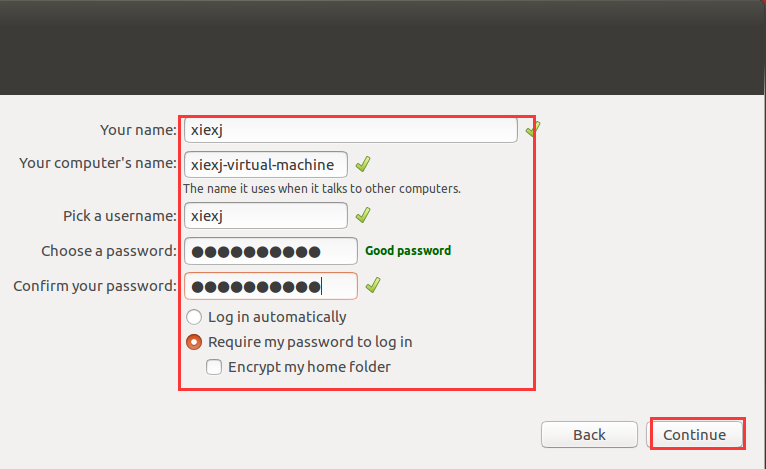 Your name: xiexj
Your computer's name: xiexj-virtual-machine
The name it uses when it talks to other computers.
Pick a username: xiexj
Choose a password: ●●●●●●●●●● Good password
Confirm your password: ●●●●●●●●●●
Log in automatically
Require my password to log in
Encrypt my home folder
Back Continue